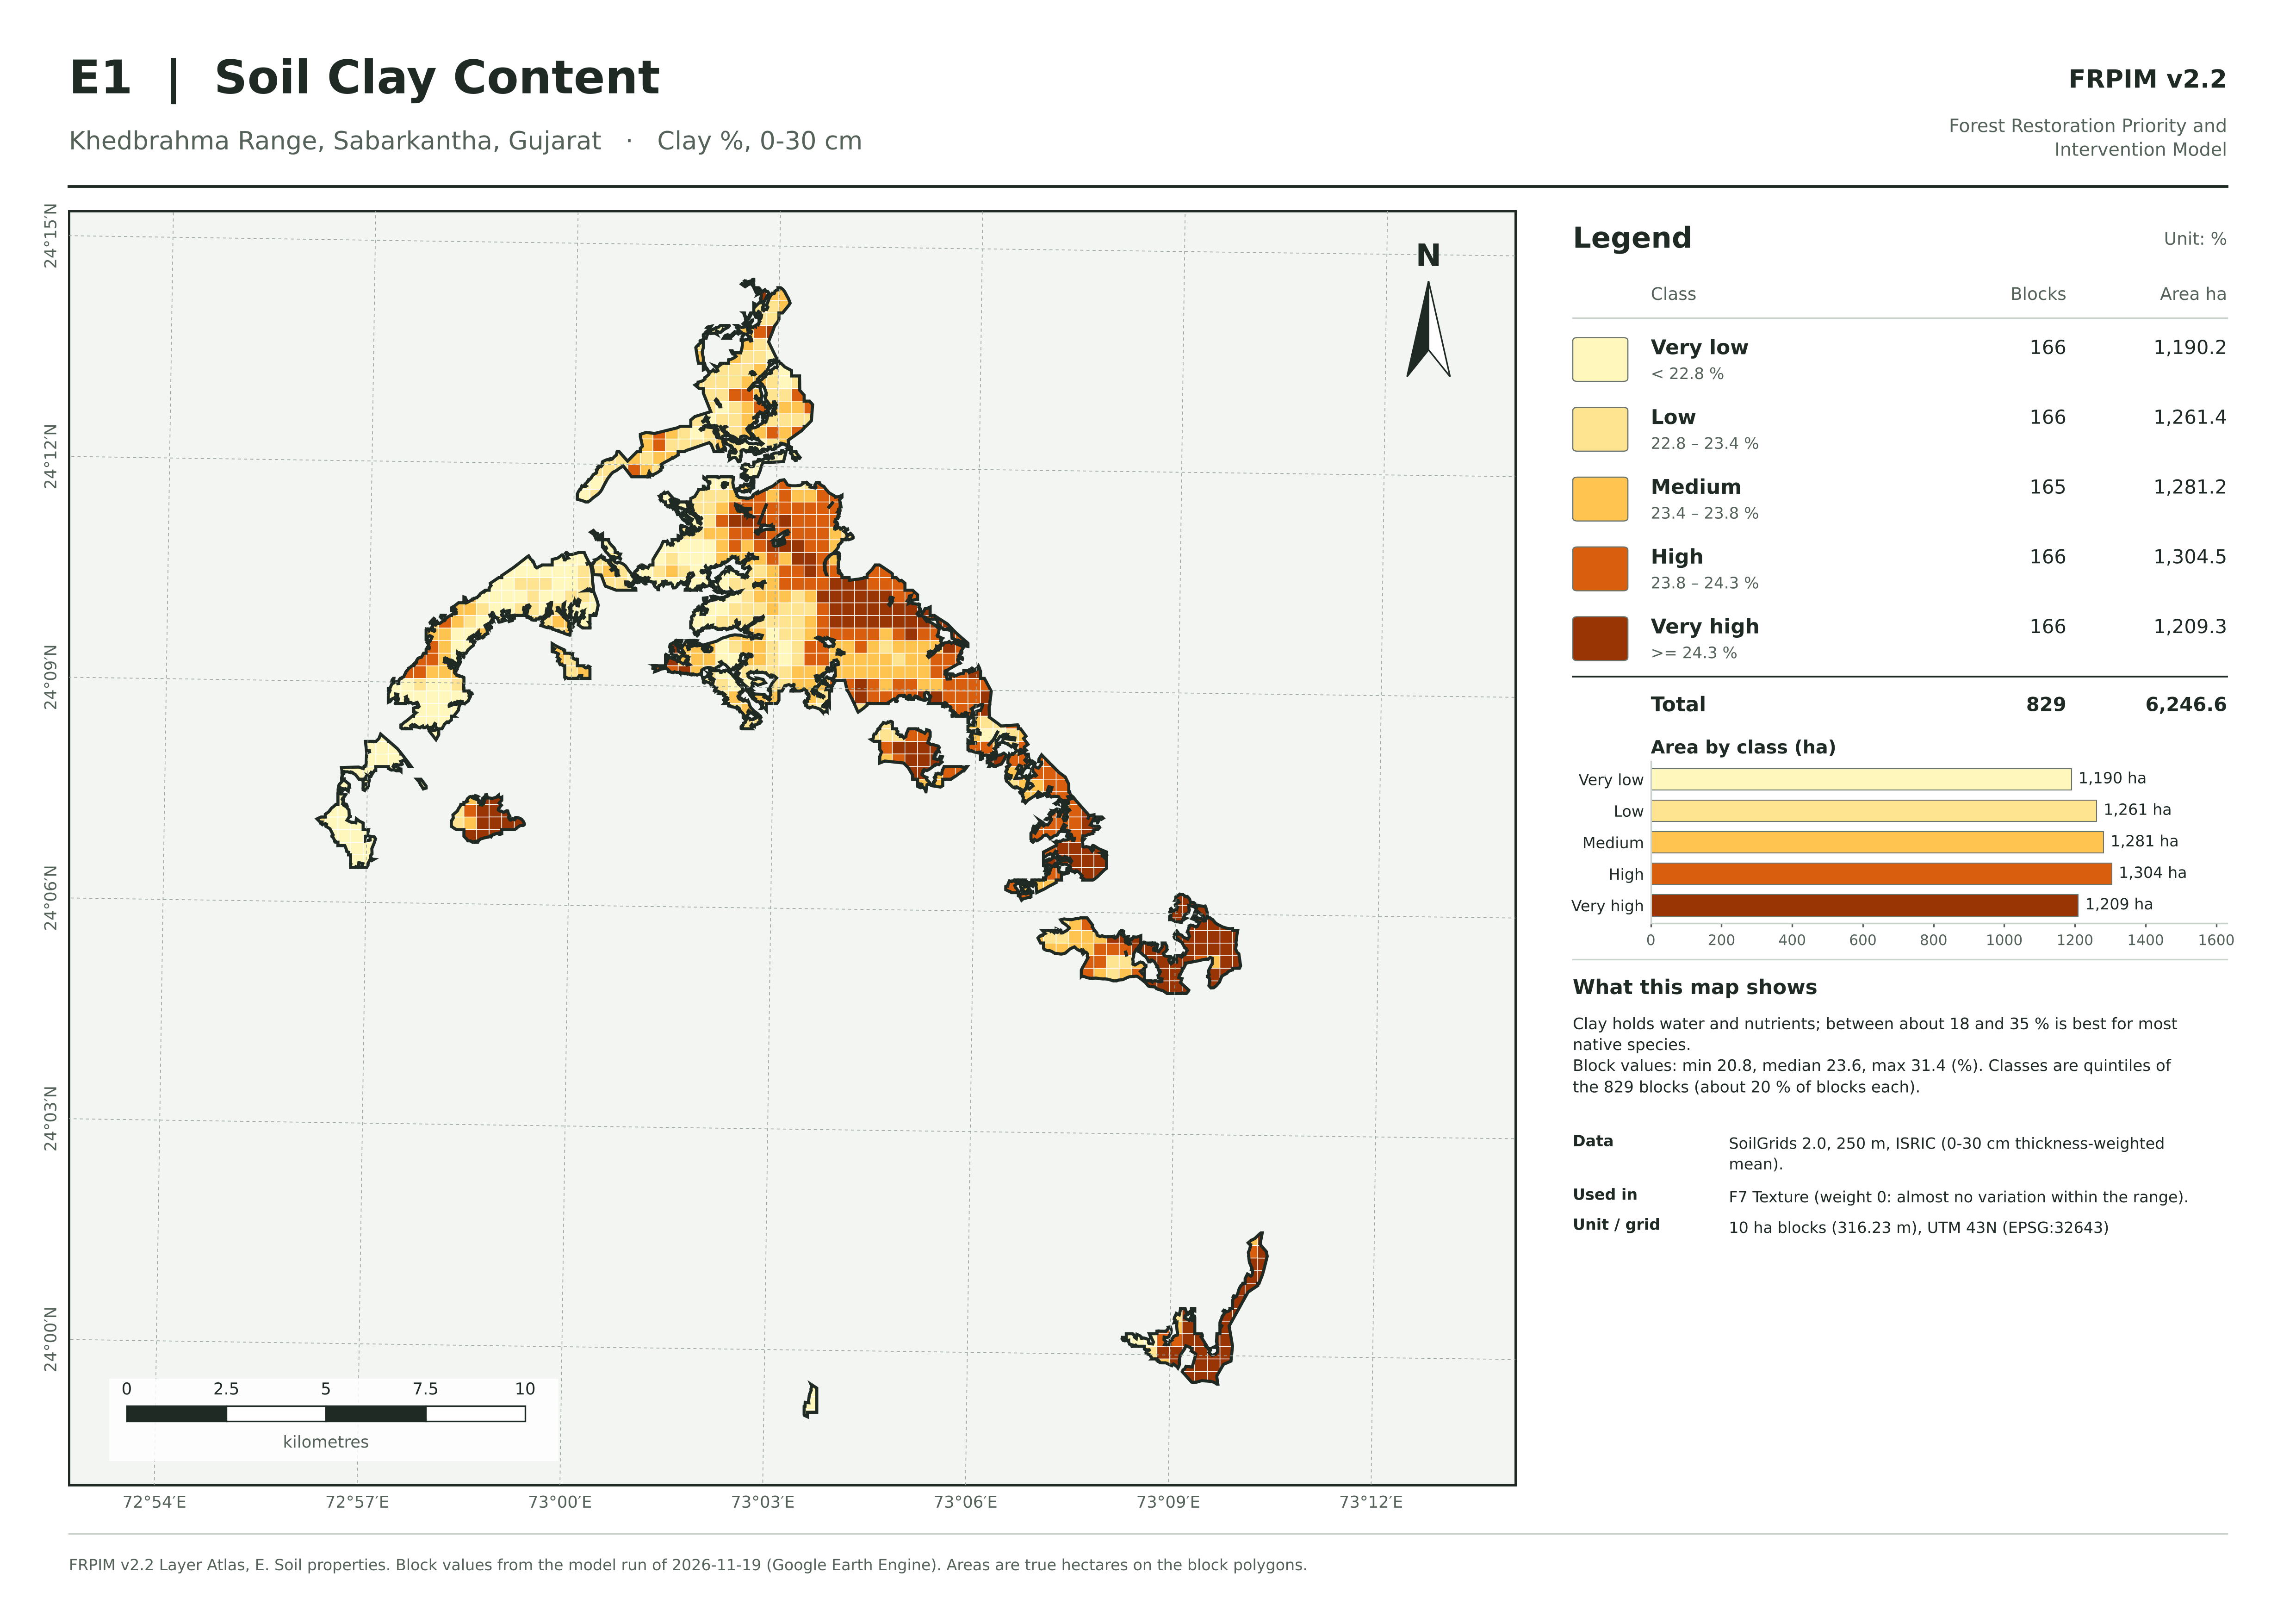 E1 | Soil Clay Content
FRPIM v2.2
Khedbrahma Range, Sabarkantha, Gujarat · Clay %, 0-30 cm
Forest Restoration Priority and
Intervention Model
24°15′N
24°12′N
24°09′N
24°06′N
24°03′N
24°00′N
N
0 2.5 5 7.5 10
kilometres
72°54′E 72°57′E 73°00′E 73°03′E 73°06′E 73°09′E 73°12′E
Legend Unit: %
Class Blocks Area ha
Very low 166 1,190.2
< 22.8 %
Low 166 1,261.4
22.8 – 23.4 %
Medium 165 1,281.2
23.4 – 23.8 %
High 166 1,304.5
23.8 – 24.3 %
Very high 166 1,209.3
>= 24.3 %
Total 829 6,246.6
Area by class (ha)
Very low 1,190 ha
Low 1,261 ha
Medium 1,281 ha
High 1,304 ha
Very high 1,209 ha
0 200 400 600 800 1000 1200 1400 1600
What this map shows
Clay holds water and nutrients; between about 18 and 35 % is best for most
native species.
Block values: min 20.8, median 23.6, max 31.4 (%). Classes are quintiles of
the 829 blocks (about 20 % of blocks each).
Data SoilGrids 2.0, 250 m, ISRIC (0-30 cm thickness-weighted
mean).
Used in F7 Texture (weight 0: almost no variation within the range).
Unit / grid 10 ha blocks (316.23 m), UTM 43N (EPSG:32643)
FRPIM v2.2 Layer Atlas, E. Soil properties. Block values from the model run of 2026-11-19 (Google Earth Engine). Areas are true hectares on the block polygons.